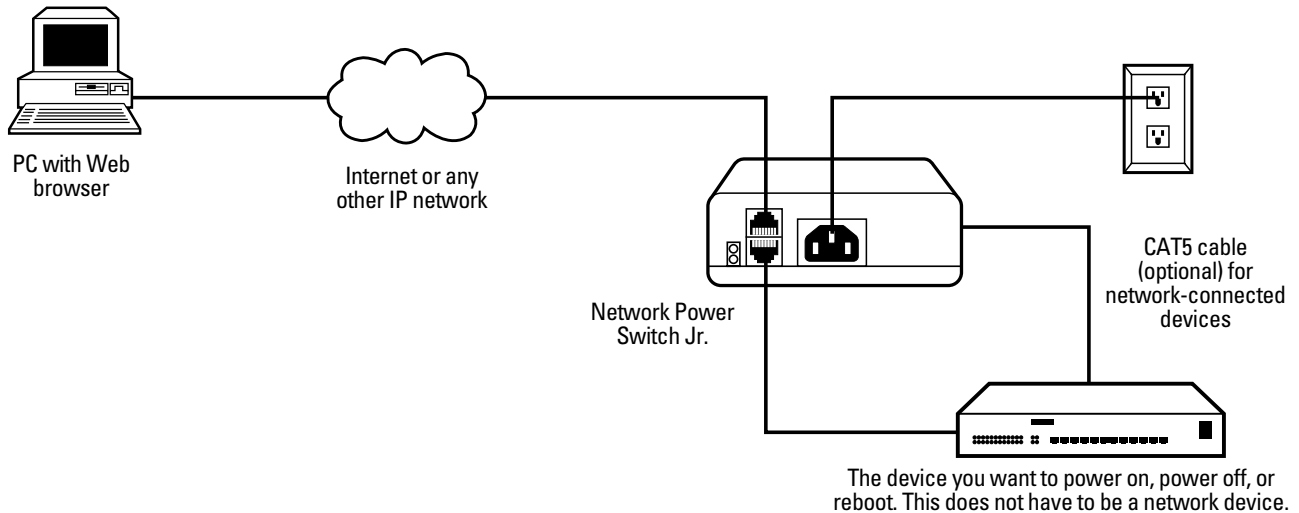 PC with Web
browser
Internet or any
other IP network
Network Power
Switch Jr.
CAT5 cable
(optional) for
network-connected
devices
The device you want to power on, power off, or
reboot. This does not have to be a network device.